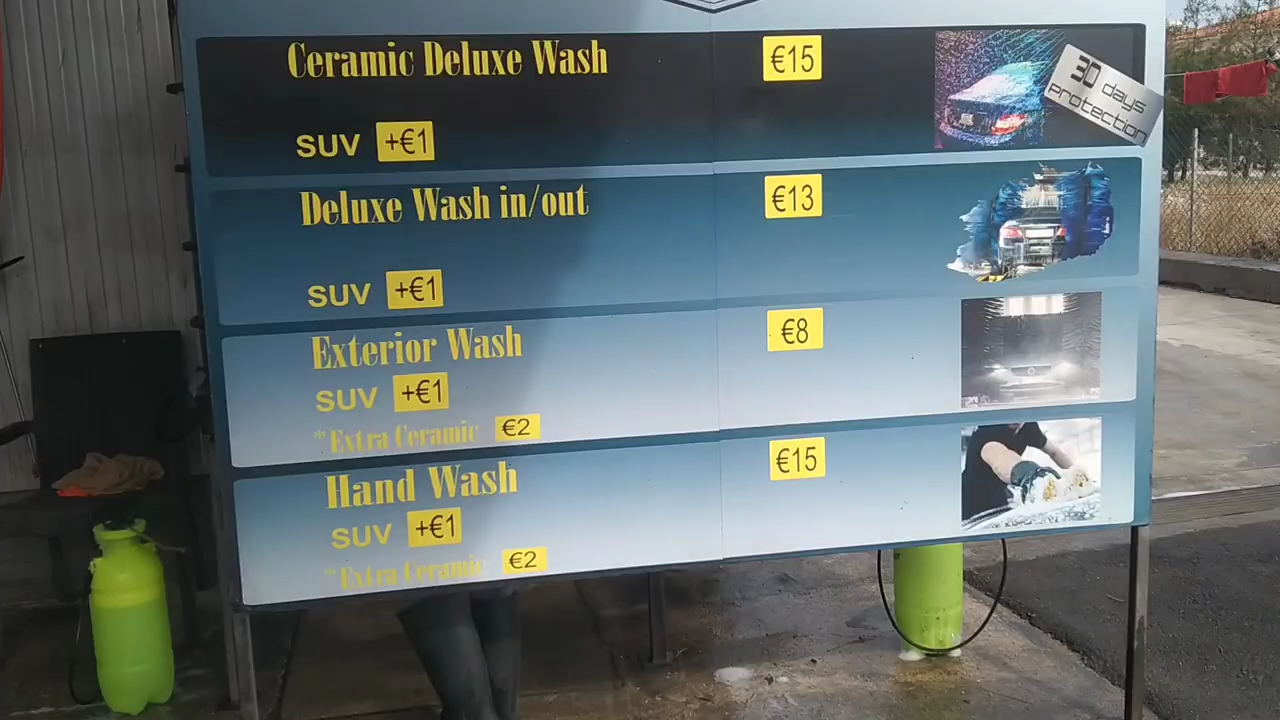 Ceramic Deluxe Wash €15
30 days
protection
SUV +€1
Deluxe Wash in/out €13
SUV +€1
Exterior Wash €8
SUV +€1
*Extra Ceramic €2
Hand Wash €15
SUV +€1
*Extra Ceramic €2